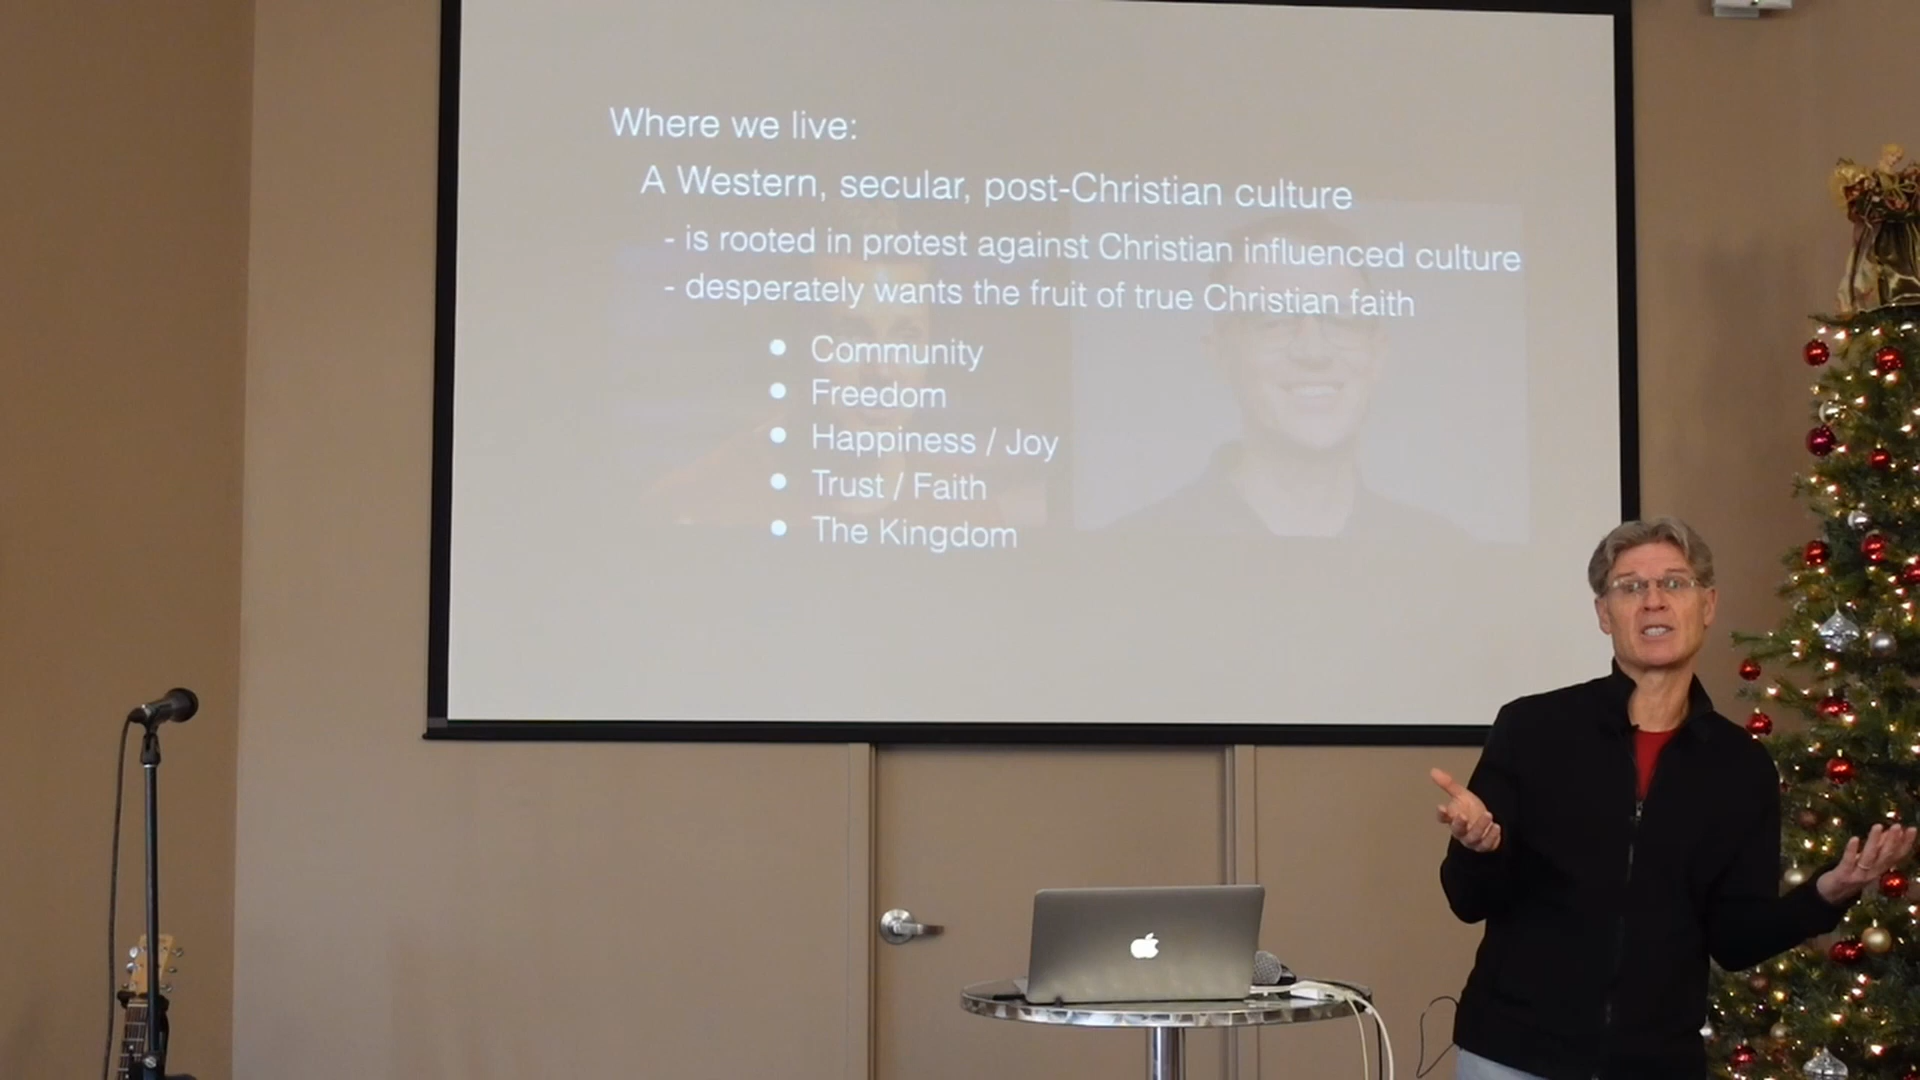 Where we live:
A Western, secular, post-Christian culture
- is rooted in protest against Christian influenced culture
- desperately wants the fruit of true Christian faith
● Community
● Freedom
● Happiness / Joy
● Trust / Faith
● The Kingdom